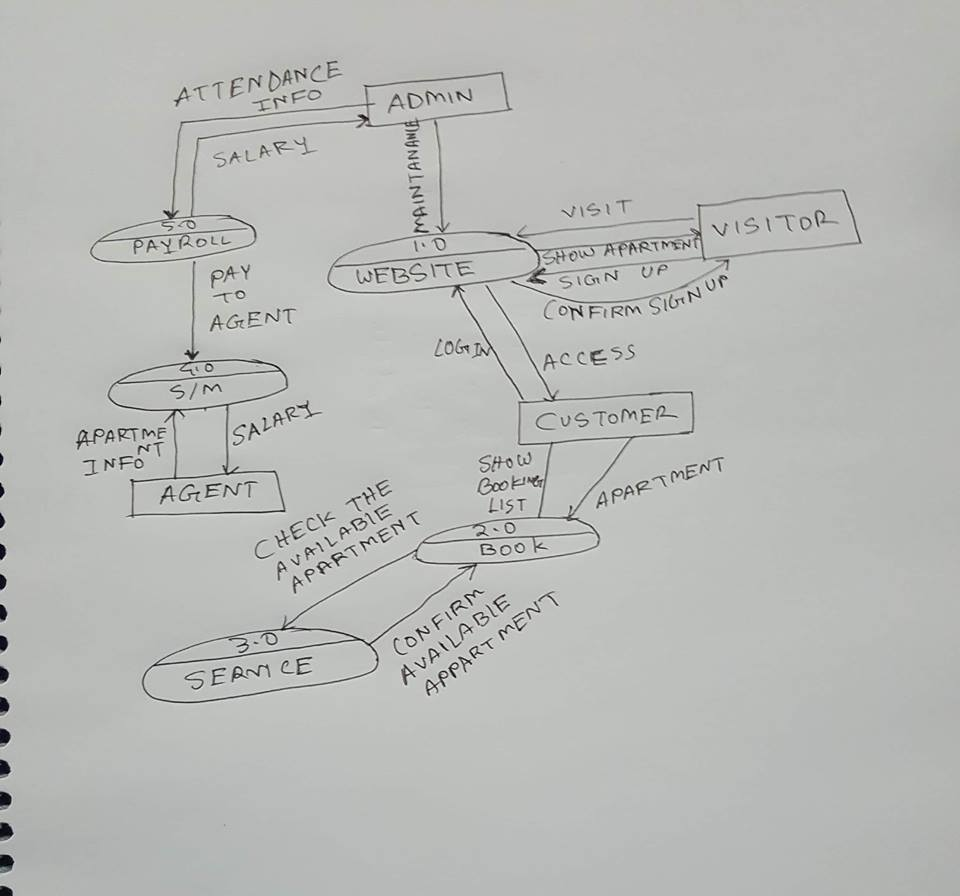 ATTENDANCE
INFO
ADMIN
SALARY
MAINTANANCE
VISIT
VISITOR
5.0
PAYROLL
1.0
WEBSITE
SHOW APARTMENT
SIGN UP
CONFIRM SIGN UP
PAY
TO
AGENT
LOGIN
ACCESS
4.0
S/M
CUSTOMER
APARTME
NT
INFO
SALARY
AGENT
SHOW
BOOKING
LIST
APARTMENT
CHECK THE
AVAILABLE
APARTMENT
2.0
BOOK
3.0
SERVICE
CONFIRM
AVAILABLE
APPARTMENT